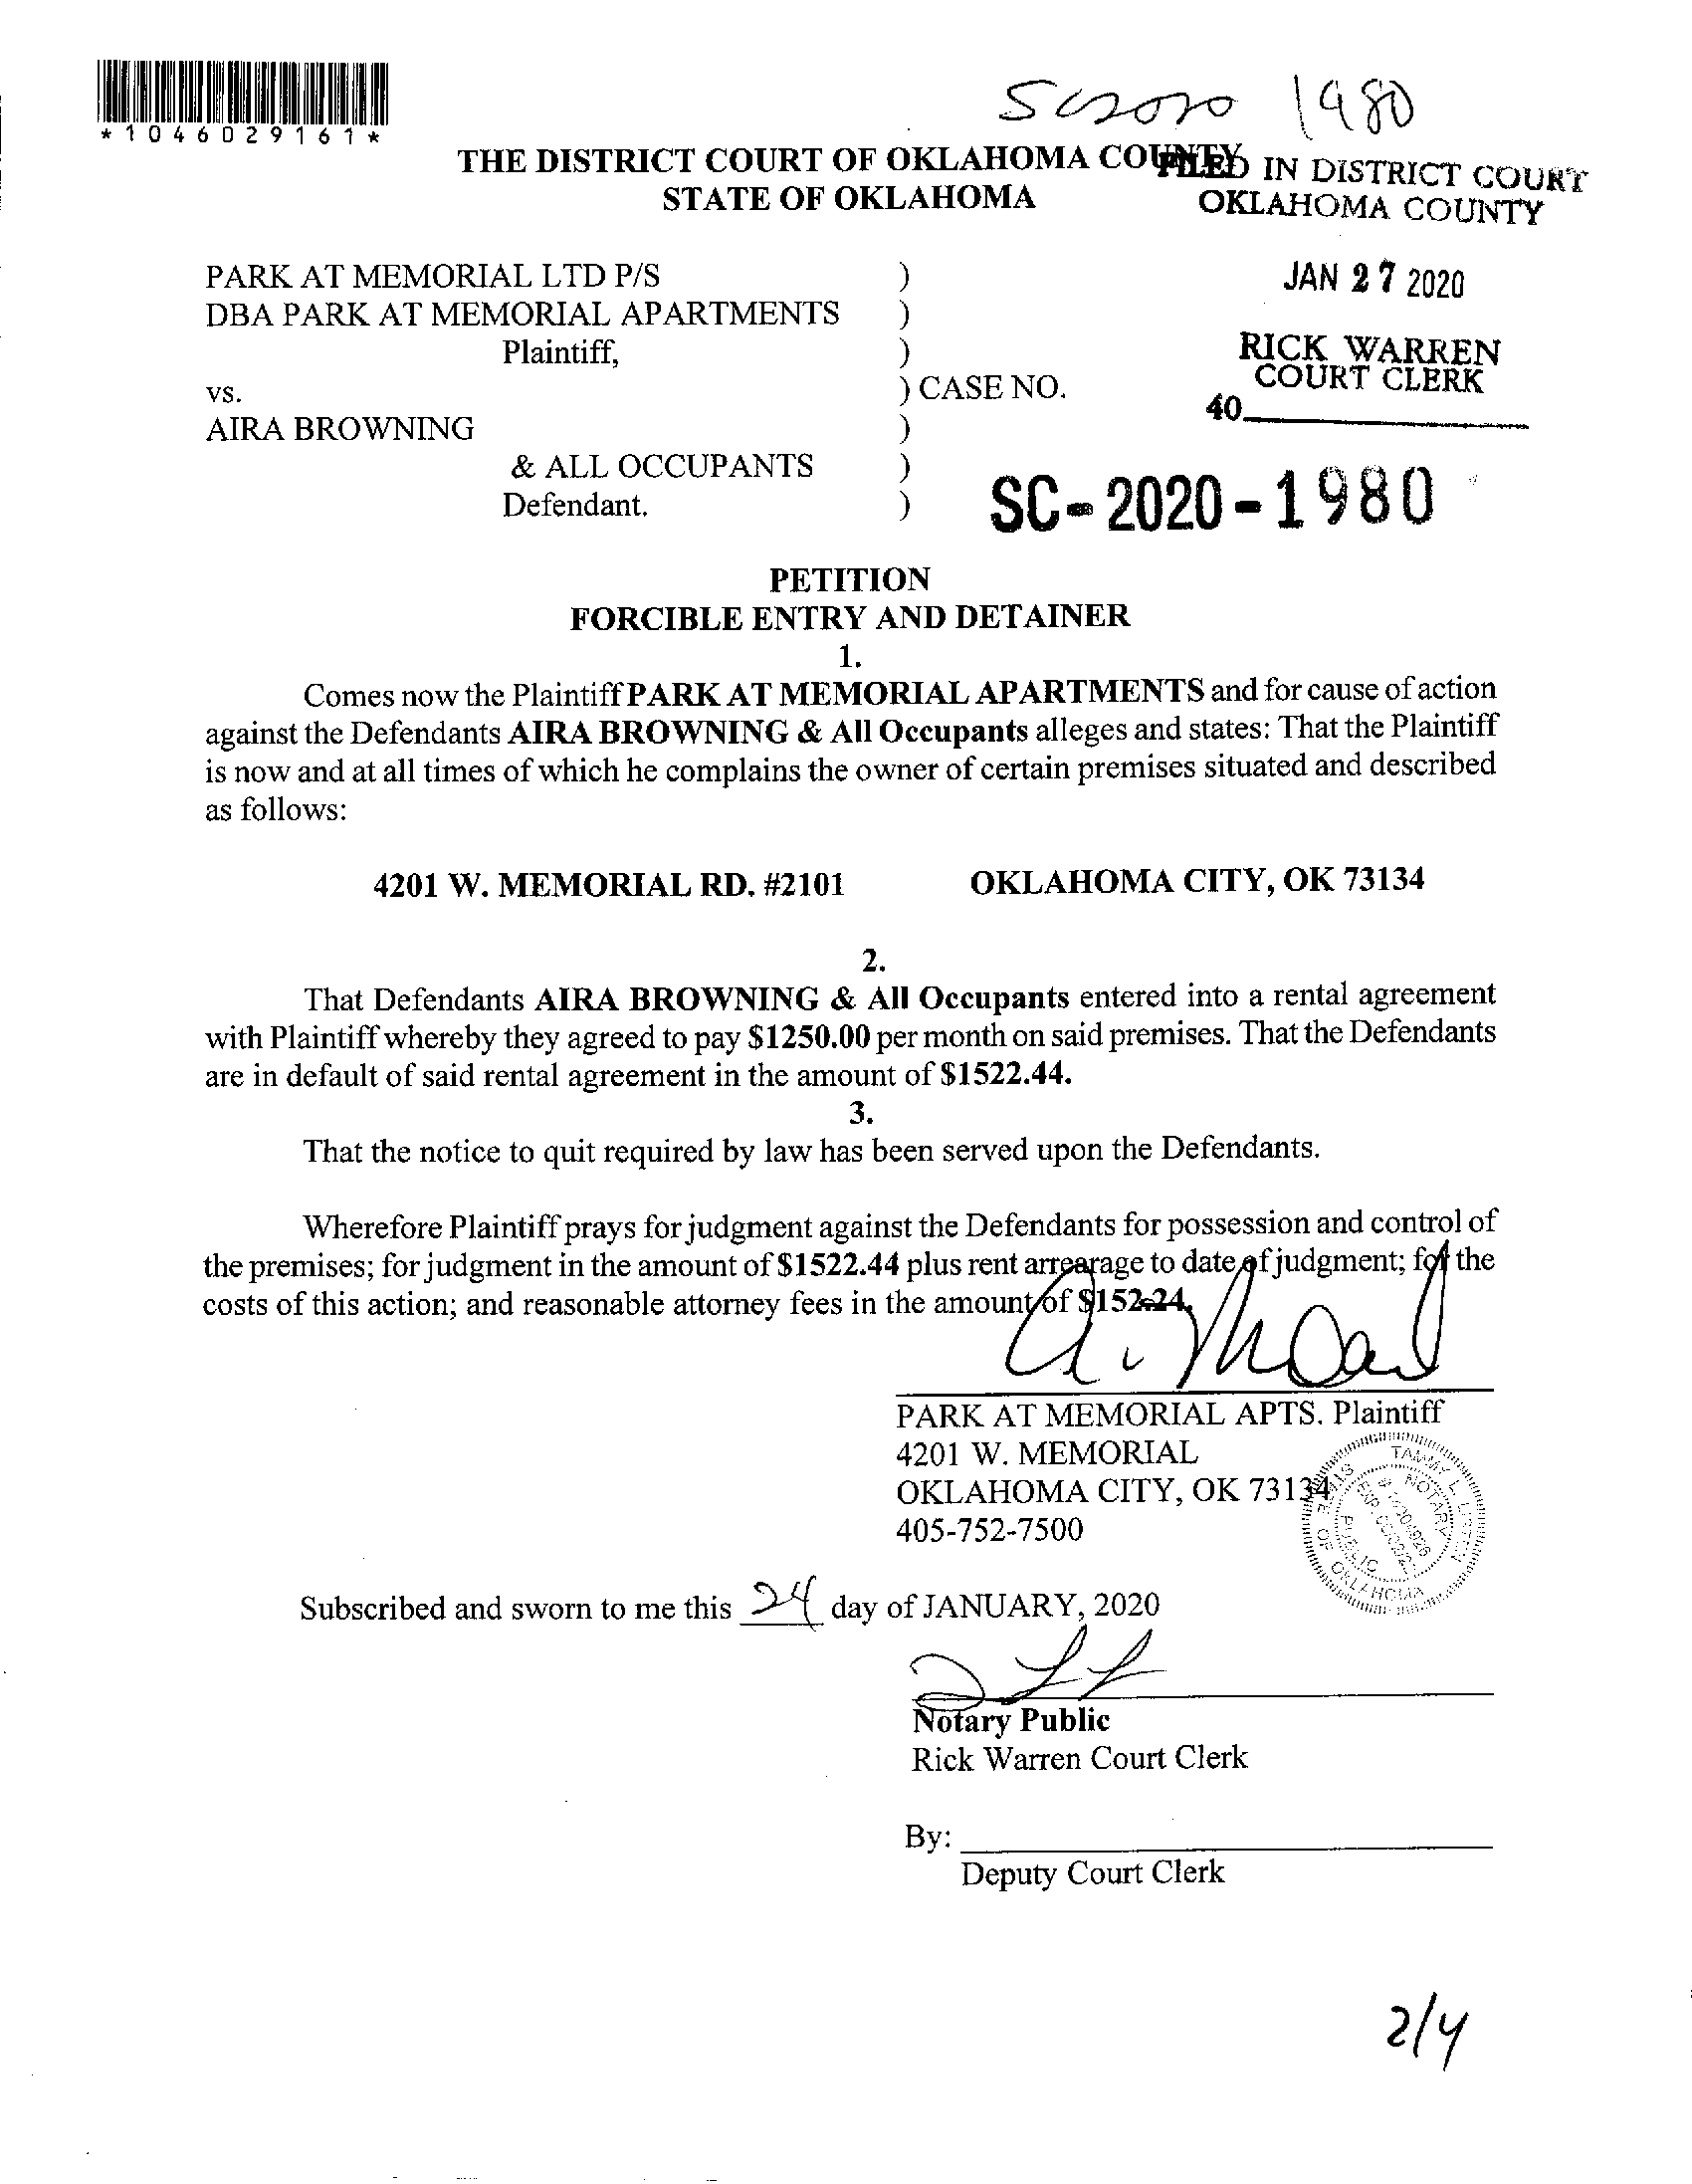 *1046029161*
SC2020 1980
THE DISTRICT COURT OF OKLAHOMA COUNTY
STATE OF OKLAHOMA
FILED IN DISTRICT COURT
OKLAHOMA COUNTY
JAN 27 2020
RICK WARREN
COURT CLERK
40
PARK AT MEMORIAL LTD P/S )
DBA PARK AT MEMORIAL APARTMENTS )
Plaintiff, )
vs. ) CASE NO.
AIRA BROWNING )
& ALL OCCUPANTS )
Defendant. )
SC-2020-1980
PETITION
FORCIBLE ENTRY AND DETAINER
1.
Comes now the Plaintiff PARK AT MEMORIAL APARTMENTS and for cause of action
against the Defendants AIRA BROWNING & All Occupants alleges and states: That the Plaintiff
is now and at all times of which he complains the owner of certain premises situated and described
as follows:
4201 W. MEMORIAL RD. #2101 OKLAHOMA CITY, OK 73134
2.
That Defendants AIRA BROWNING & All Occupants entered into a rental agreement
with Plaintiff whereby they agreed to pay $1250.00 per month on said premises. That the Defendants
are in default of said rental agreement in the amount of $1522.44.
3.
That the notice to quit required by law has been served upon the Defendants.
Wherefore Plaintiff prays for judgment against the Defendants for possession and control of
the premises; for judgment in the amount of $1522.44 plus rent arrearage to date of judgment; for the
costs of this action; and reasonable attorney fees in the amount of $152.24.
PARK AT MEMORIAL APTS. Plaintiff
4201 W. MEMORIAL
OKLAHOMA CITY, OK 73134
405-752-7500
TAMMY L.
NOTARY
PUBLIC
OF OKLAHOMA
Subscribed and sworn to me this 24 day of JANUARY, 2020
Notary Public
Rick Warren Court Clerk
By:
Deputy Court Clerk
2/4